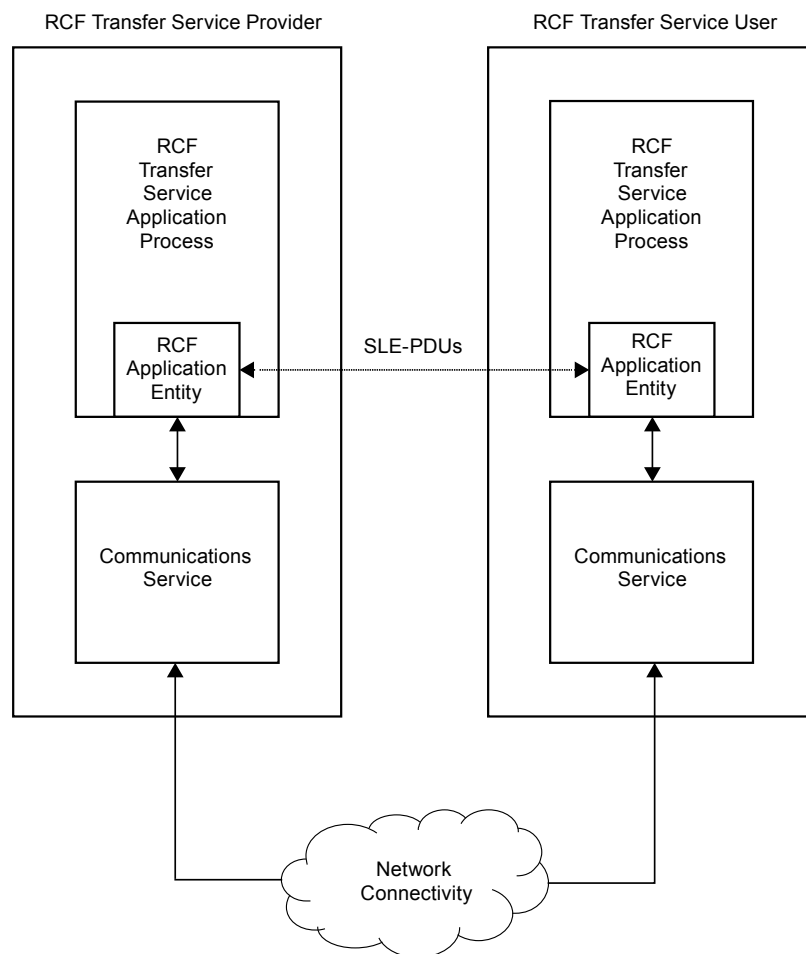 RCF Transfer Service Provider
RCF Transfer Service User
RCF
Transfer
Service
Application
Process
RCF
Transfer
Service
Application
Process
RCF
Application
Entity
SLE-PDUs
RCF
Application
Entity
Communications
Service
Communications
Service
Network
Connectivity